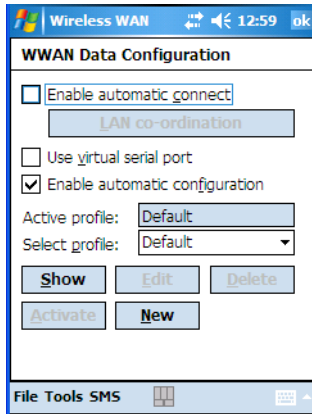 Wireless WAN 12:59 ok
WWAN Data Configuration
Enable automatic connect
LAN co-ordination
Use virtual serial port
Enable automatic configuration
Active profile: Default
Select profile: Default
Show Edit Delete
Activate New
File Tools SMS